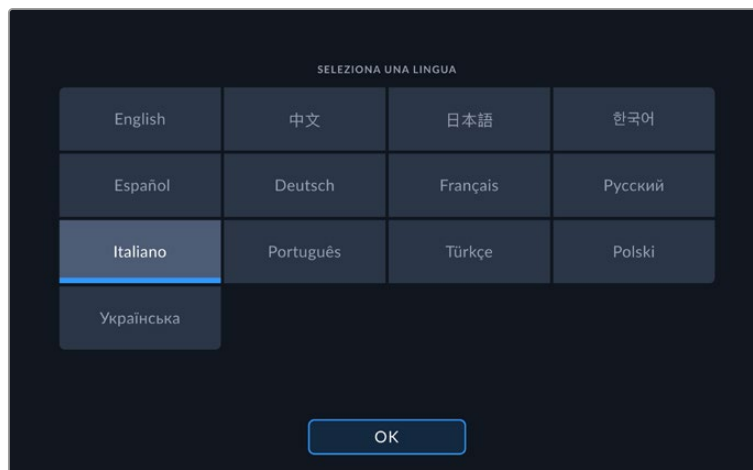 SELEZIONA UNA LINGUA
English 中文 日本語 한국어
Español Deutsch Français Русский
Italiano Português Türkçe Polski
Українська
OK